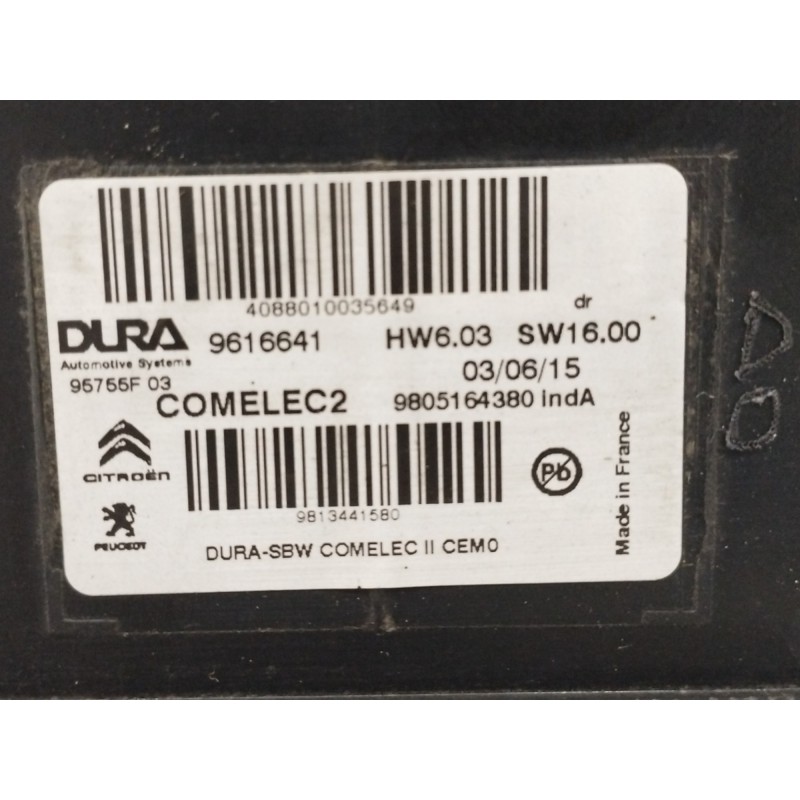 4088010035649
dr
DURA 9616641 HW6.03 SW16.00
Automotive Systems
03/06/15
95755F 03
COMELEC2 9805164380 indA
CITROËN
Pb
9813441580
PEUGEOT
DURA-SBW COMELEC II CEM0
Made in France